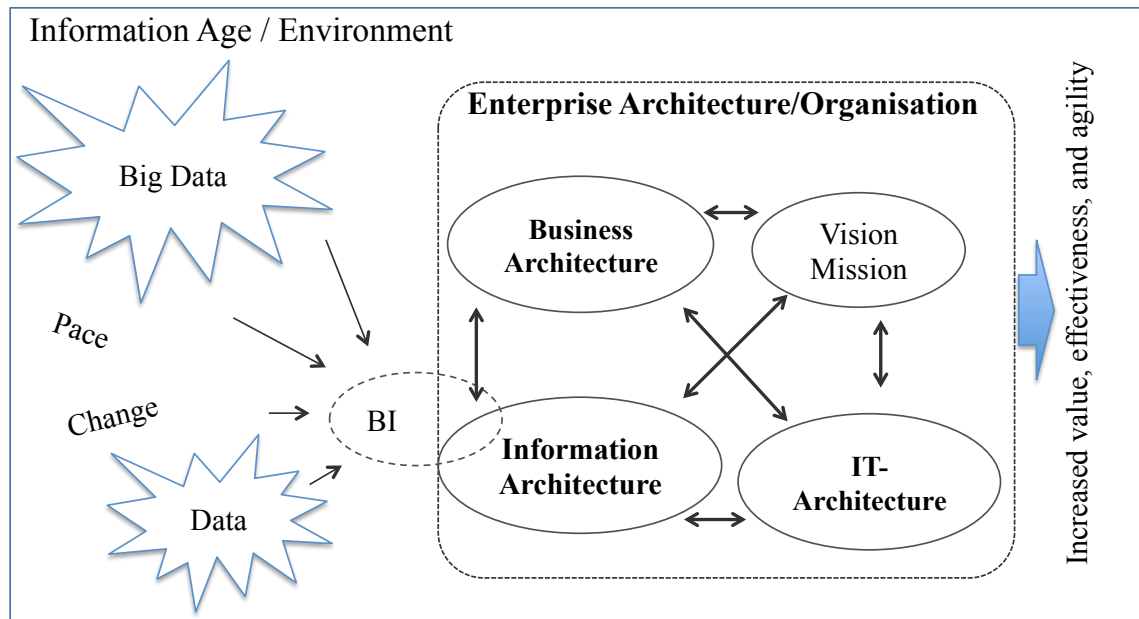 Information Age / Environment
Big Data
Pace
Change
Data
BI
Enterprise Architecture/Organisation
Business
Architecture
Vision
Mission
Information
Architecture
IT-
Architecture
Increased value, effectiveness, and agility